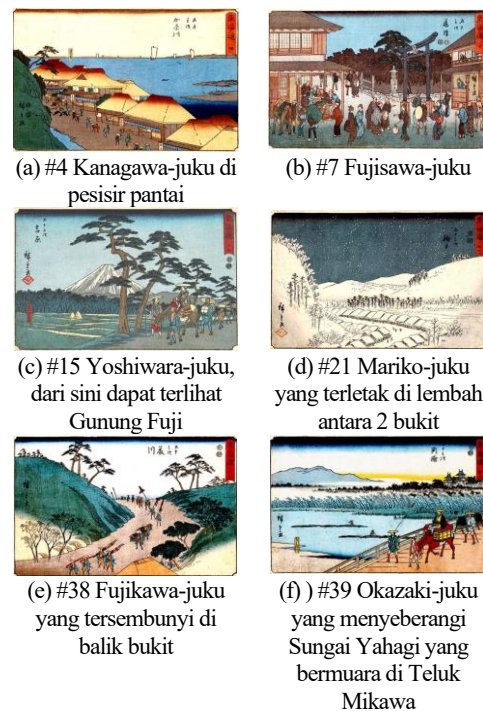 (a) #4 Kanagawa-juku di
pesisir pantai
(b) #7 Fujisawa-juku
(c) #15 Yoshiwara-juku,
dari sini dapat terlihat
Gunung Fuji
(d) #21 Mariko-juku
yang terletak di lembah
antara 2 bukit
(e) #38 Fujikawa-juku
yang tersembunyi di
balik bukit
(f) ) #39 Okazaki-juku
yang menyeberangi
Sungai Yahagi yang
bermuara di Teluk
Mikawa